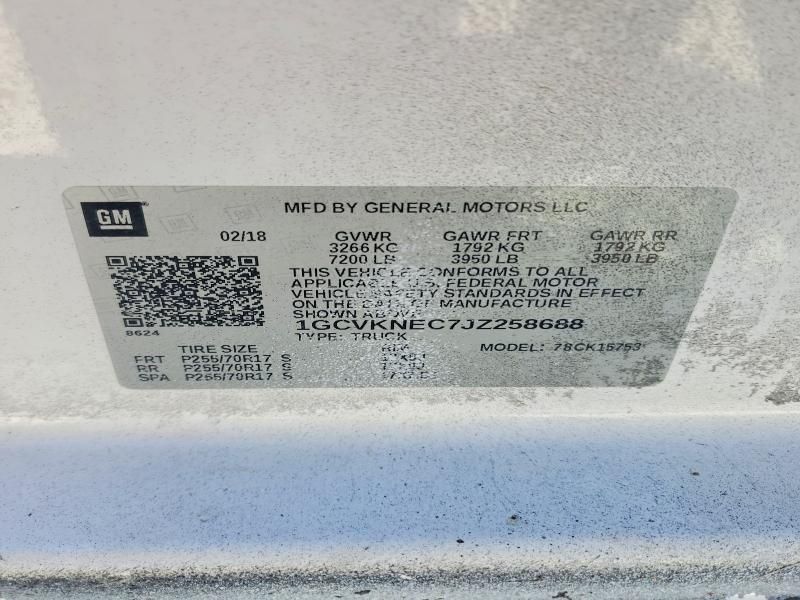 GM
MFD BY GENERAL MOTORS LLC
02/18 GVWR GAWR FRT GAWR RR
3266 KG 1792 KG 1792 KG
7200 LB 3950 LB 3950 LB
THIS VEHICLE CONFORMS TO ALL
APPLICABLE U.S. FEDERAL MOTOR
VEHICLE SAFETY STANDARDS IN EFFECT
ON THE DATE OF MANUFACTURE
SHOWN ABOVE
8624
1GCVKNEC7JZ258688
TYPE: TRUCK
MODEL: 78CK15753
TIRE SIZE
FRT P255/70R17 S
RR P255/70R17 S
SPA P255/70R17 S